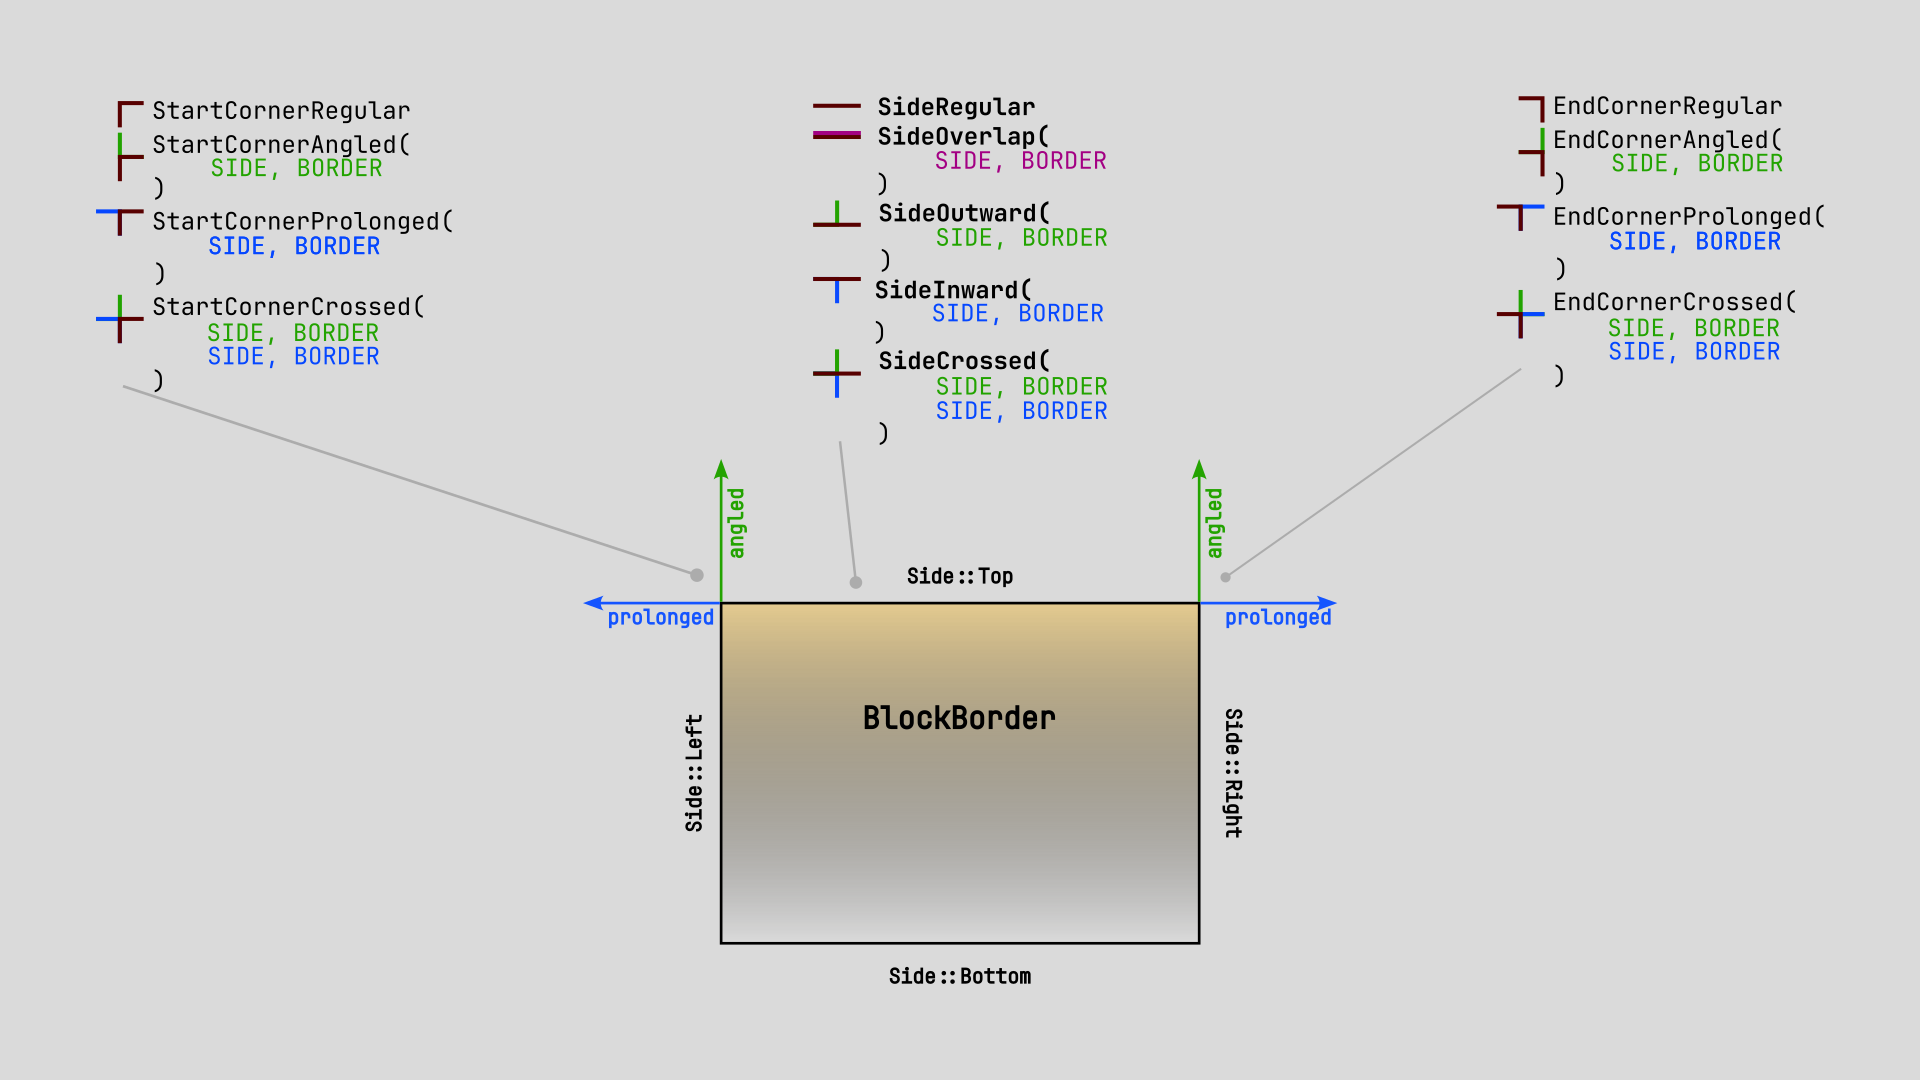 StartCornerRegular
StartCornerAngled(
SIDE, BORDER
)
StartCornerProlonged(
SIDE, BORDER
)
StartCornerCrossed(
SIDE, BORDER
SIDE, BORDER
)
SideRegular
SideOverlap(
SIDE, BORDER
)
SideOutward(
SIDE, BORDER
)
SideInward(
SIDE, BORDER
)
SideCrossed(
SIDE, BORDER
SIDE, BORDER
)
EndCornerRegular
EndCornerAngled(
SIDE, BORDER
)
EndCornerProlonged(
SIDE, BORDER
)
EndCornerCrossed(
SIDE, BORDER
SIDE, BORDER
)
angled
angled
Side::Top
prolonged
prolonged
BlockBorder
Side::Left
Side::Right
Side::Bottom